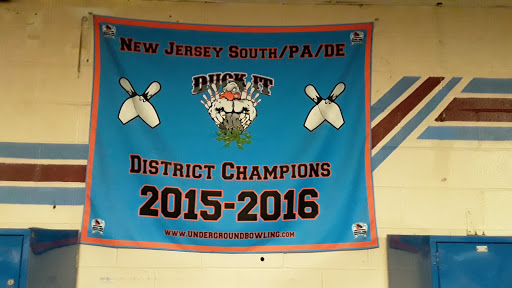 New Jersey South/PA/DE
DUCK IT
District Champions
2015-2016
www.undergroundbowling.com